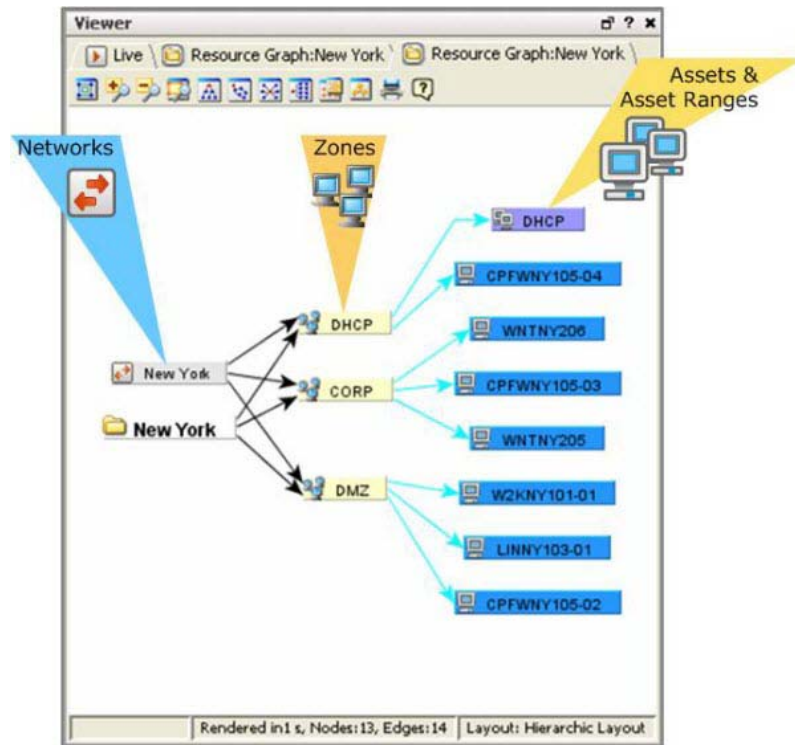 Viewer
Live
Resource Graph:New York
Resource Graph:New York
Assets &
Asset Ranges
Networks
Zones
DHCP
CPFWNY105-04
DHCP
WNTNY206
New York
CORP
CPFWNY105-03
New York
WNTNY205
DMZ
W2KNY101-01
LINNY103-01
CPFWNY105-02
Rendered in1 s, Nodes:13, Edges:14
Layout: Hierarchic Layout